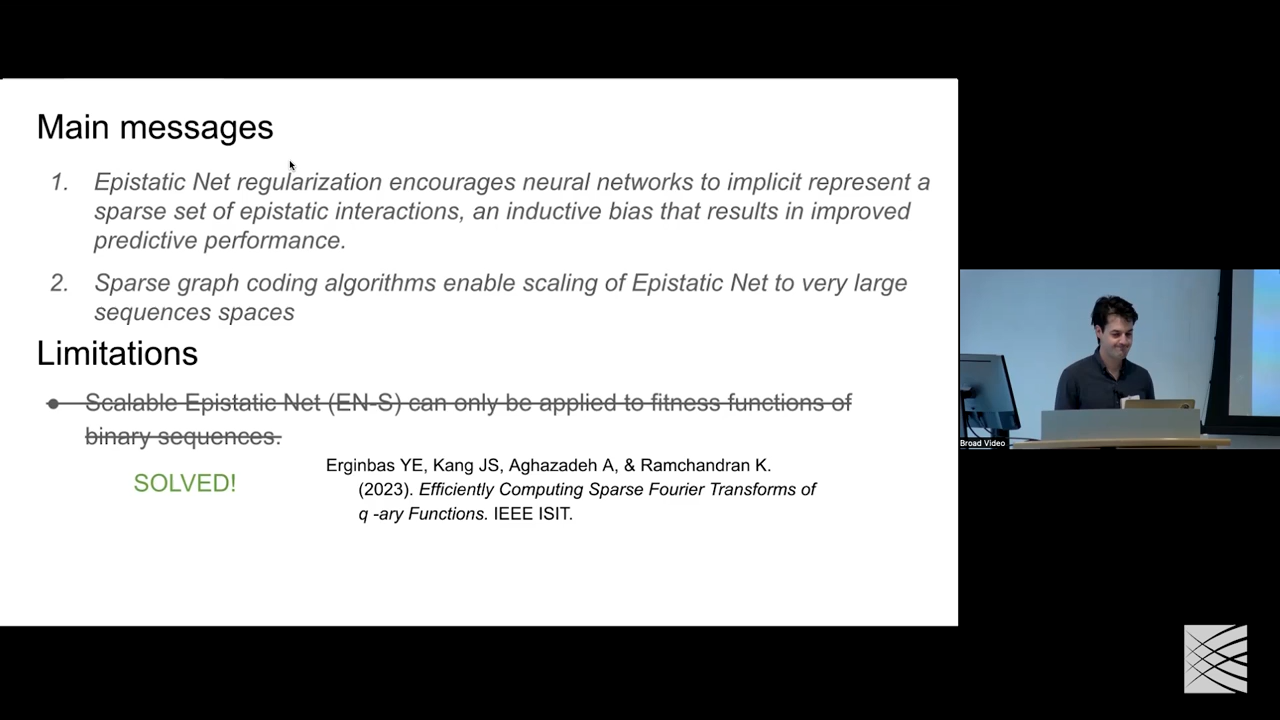 Main messages
1. Epistatic Net regularization encourages neural networks to implicit represent a
sparse set of epistatic interactions, an inductive bias that results in improved
predictive performance.
2. Sparse graph coding algorithms enable scaling of Epistatic Net to very large
sequences spaces
Limitations
● Scalable Epistatic Net (EN-S) can only be applied to fitness functions of
binary sequences.
SOLVED!
Erginbas YE, Kang JS, Aghazadeh A, & Ramchandran K.
(2023). Efficiently Computing Sparse Fourier Transforms of
q -ary Functions. IEEE ISIT.
Broad Video